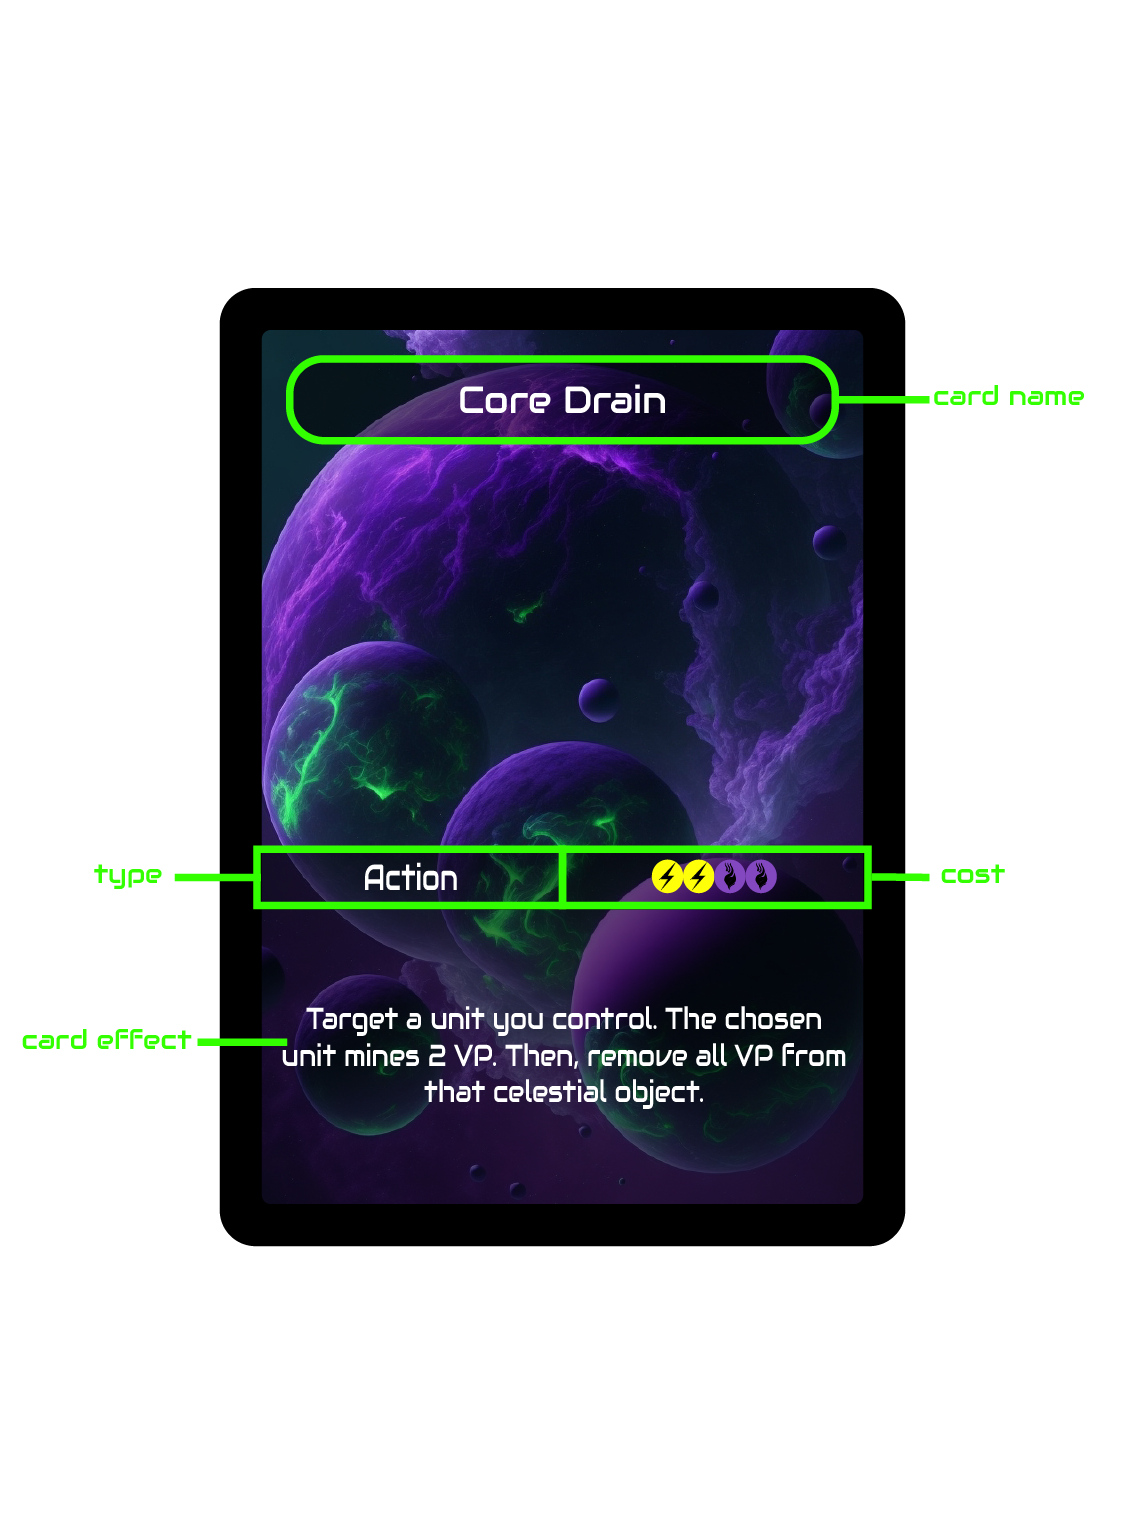 Core Drain
card name
type
Action
cost
card effect
Target a unit you control. The chosen
unit mines 2 VP. Then, remove all VP from
that celestial object.